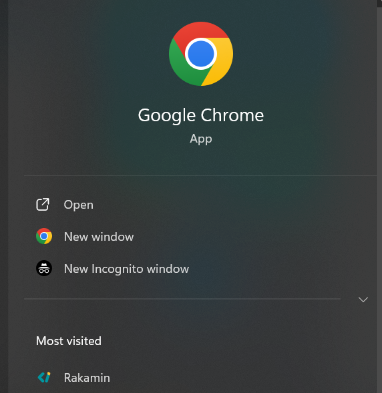 Google Chrome
App
Open
New window
New Incognito window
Most visited
Rakamin